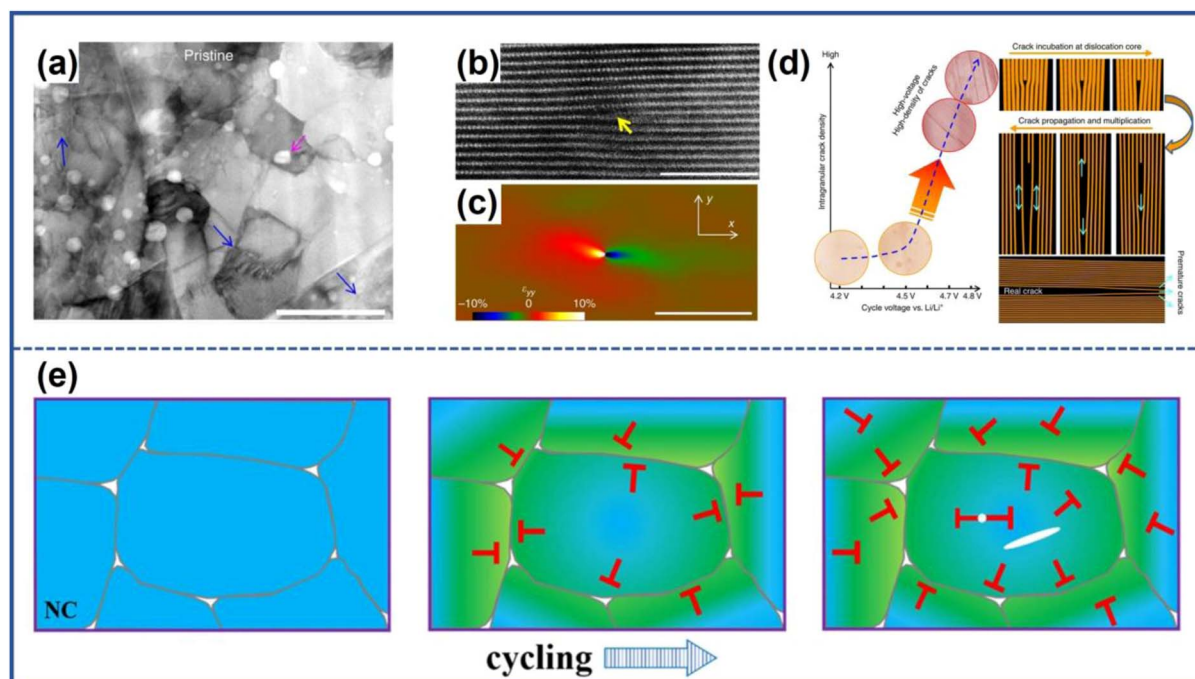 (a)
Pristine
(b)
(c)
y
x
εyy
−10%
0
10%
(d)
High
Intragranular crack density
High-voltage
High-density of cracks
4.2 V
4.5 V
4.7 V
4.8 V
Cycle voltage vs. Li/Li⁺
Crack incubation at dislocation core
Crack propagation and multiplication
Real crack
Premature
cracks
(e)
NC
cycling